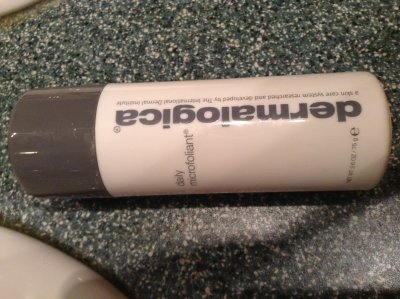 dermalogica®
a skin care system researched and developed by The International Dermal Institute
daily
microfoliant®